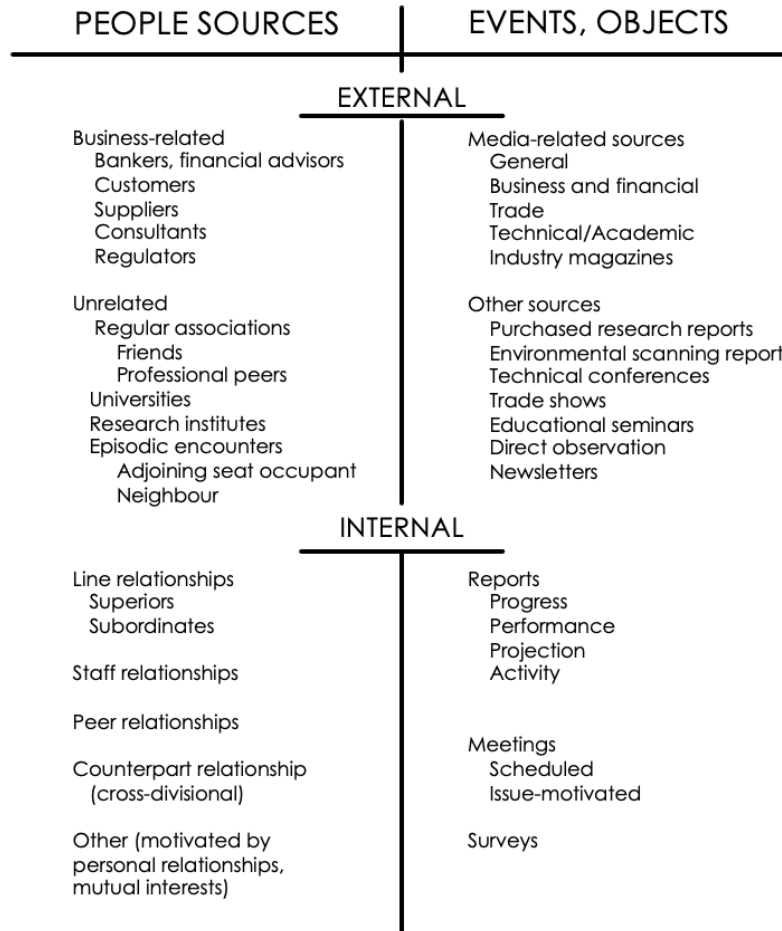 PEOPLE SOURCES
EVENTS, OBJECTS
EXTERNAL
Business-related
Bankers, financial advisors
Customers
Suppliers
Consultants
Regulators
Unrelated
Regular associations
Friends
Professional peers
Universities
Research institutes
Episodic encounters
Adjoining seat occupant
Neighbour
Media-related sources
General
Business and financial
Trade
Technical/Academic
Industry magazines
Other sources
Purchased research reports
Environmental scanning report
Technical conferences
Trade shows
Educational seminars
Direct observation
Newsletters
INTERNAL
Line relationships
Superiors
Subordinates
Staff relationships
Peer relationships
Counterpart relationship
(cross-divisional)
Other (motivated by
personal relationships,
mutual interests)
Reports
Progress
Performance
Projection
Activity
Meetings
Scheduled
Issue-motivated
Surveys